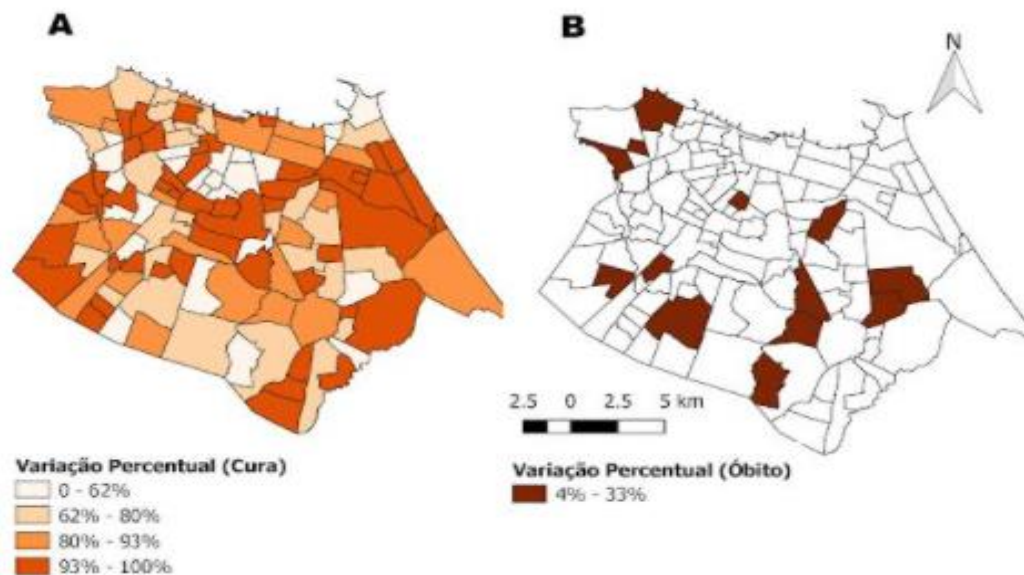 A
B
N
2.5 0 2.5 5 km
Variação Percentual (Cura)
0 - 62%
62% - 80%
80% - 93%
93% - 100%
Variação Percentual (Óbito)
4% - 33%